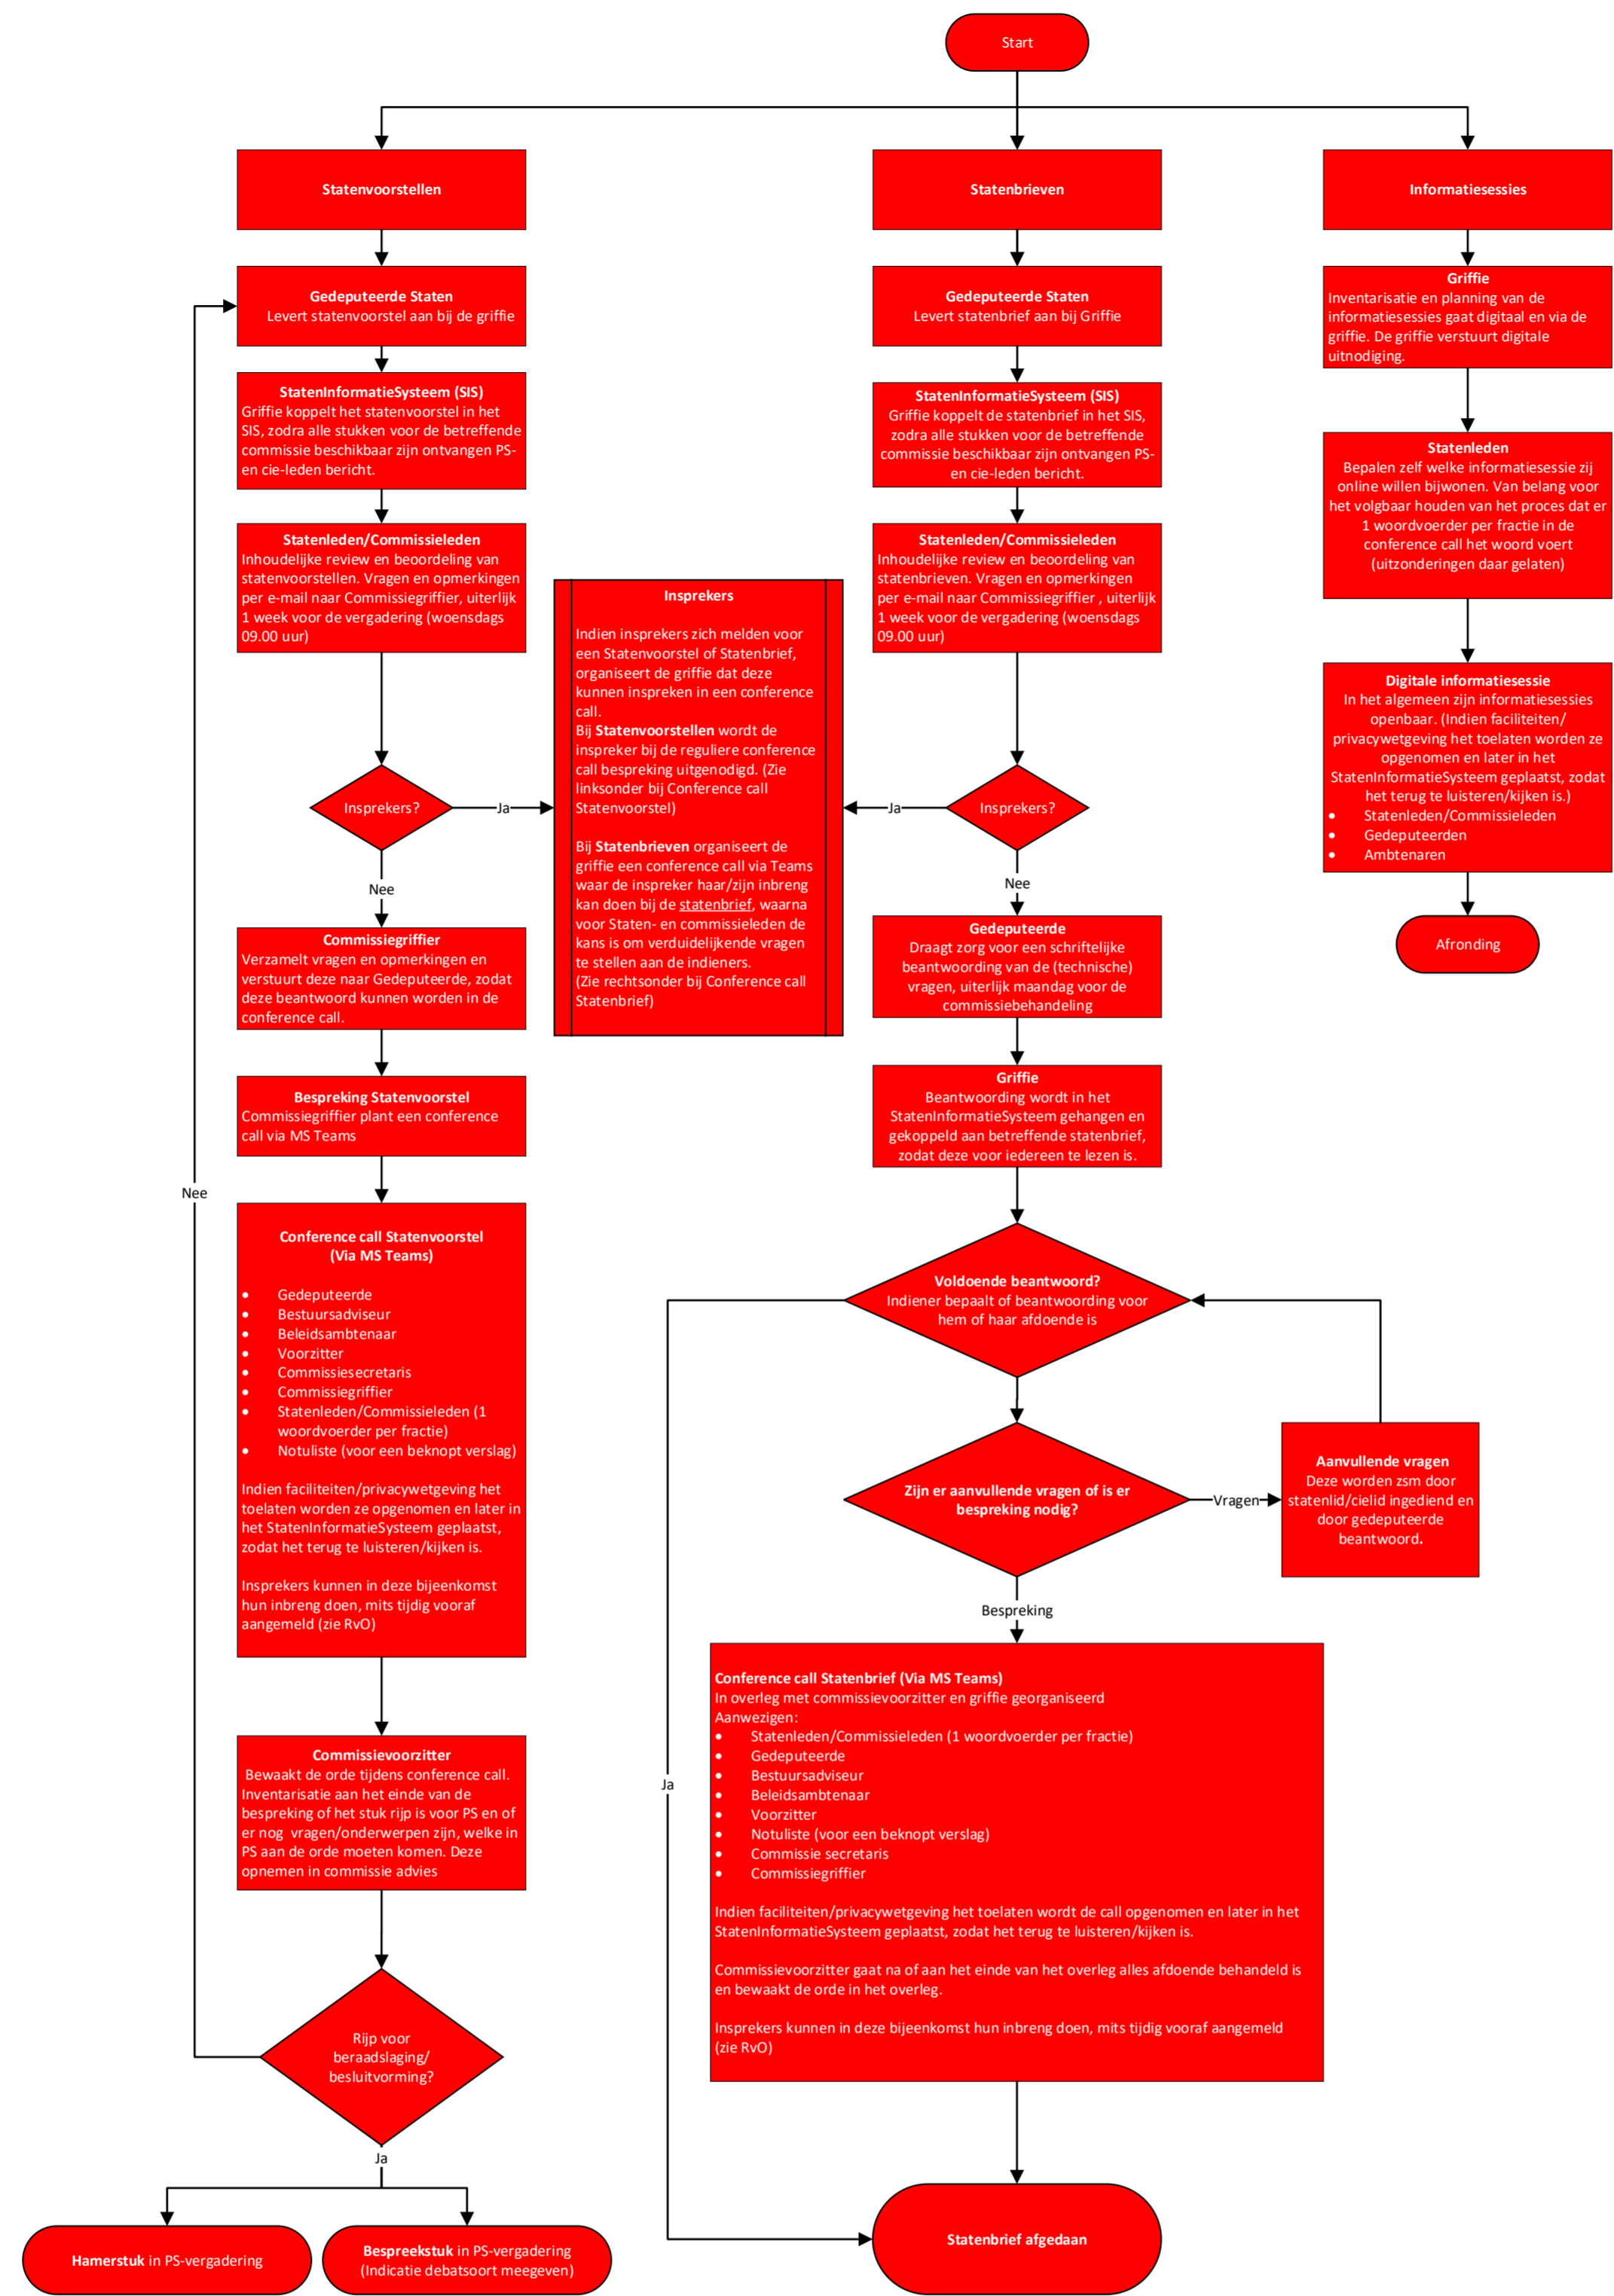 Start
Statenvoorstellen
Gedeputeerde Staten
Levert statenvoorstel aan bij de griffie
StatenInformatieSysteem (SIS)
Griffie koppelt het statenvoorstel in het
SIS, zodra alle stukken voor de betreffende
commissie beschikbaar zijn ontvangen PS-
en cie-leden bericht.
Statenleden/Commissieleden
Inhoudelijke review en beoordeling van
statenvoorstellen. Vragen en opmerkingen
per e-mail naar Commissiegriffier, uiterlijk
1 week voor de vergadering (woensdags
09.00 uur)
Insprekers?
Ja
Nee
Commissiegriffier
Verzamelt vragen en opmerkingen en
verstuurt deze naar Gedeputeerde, zodat
deze beantwoord kunnen worden in de
conference call.
Bespreking Statenvoorstel
Commissiegriffier plant een conference
call via MS Teams
Conference call Statenvoorstel
(Via MS Teams)
• Gedeputeerde
• Bestuursadviseur
• Beleidsambtenaar
• Voorzitter
• Commissiesecretaris
• Commissiegriffier
• Statenleden/Commissieleden (1
woordvoerder per fractie)
• Notuliste (voor een beknopt verslag)
Indien faciliteiten/privacywetgeving het
toelaten worden ze opgenomen en later in
het StatenInformatieSysteem geplaatst,
zodat het terug te luisteren/kijken is.
Insprekers kunnen in deze bijeenkomst
hun inbreng doen, mits tijdig vooraf
aangemeld (zie RvO)
Commissievoorzitter
Bewaakt de orde tijdens conference call.
Inventarisatie aan het einde van de
bespreking of het stuk rijp is voor PS en of
er nog vragen/onderwerpen zijn, welke in
PS aan de orde moeten komen. Deze
opnemen in commissie advies
Rijp voor
beraadslaging/
besluitvorming?
Nee
Ja
Hamerstuk in PS-vergadering
Bespreekstuk in PS-vergadering
(Indicatie debatsoort meegeven)
Insprekers
Indien insprekers zich melden voor
een Statenvoorstel of Statenbrief,
organiseert de griffie dat deze
kunnen inspreken in een conference
call.
Bij Statenvoorstellen wordt de
inspreker bij de reguliere conference
call bespreking uitgenodigd. (Zie
linksonder bij Conference call
Statenvoorstel)
Bij Statenbrieven organiseert de
griffie een conference call via Teams
waar de inspreker haar/zijn inbreng
kan doen bij de statenbrief, waarna
voor Staten- en commissieleden de
kans is om verduidelijkende vragen
te stellen aan de indieners.
(Zie rechtsonder bij Conference call
Statenbrief)
Statenbrieven
Gedeputeerde Staten
Levert statenbrief aan bij Griffie
StatenInformatieSysteem (SIS)
Griffie koppelt de statenbrief in het SIS,
zodra alle stukken voor de betreffende
commissie beschikbaar zijn ontvangen PS-
en cie-leden bericht.
Statenleden/Commissieleden
Inhoudelijke review en beoordeling van
statenbrieven. Vragen en opmerkingen
per e-mail naar Commissiegriffier , uiterlijk
1 week voor de vergadering (woensdags
09.00 uur)
Insprekers?
Ja
Nee
Gedeputeerde
Draagt zorg voor een schriftelijke
beantwoording van de (technische)
vragen, uiterlijk maandag voor de
commissiebehandeling
Griffie
Beantwoording wordt in het
StatenInformatieSysteem gehangen en
gekoppeld aan betreffende statenbrief,
zodat deze voor iedereen te lezen is.
Voldoende beantwoord?
Indiener bepaalt of beantwoording voor
hem of haar afdoende is
Ja
Zijn er aanvullende vragen of is er
bespreking nodig?
Vragen
Aanvullende vragen
Deze worden zsm door
statenlid/cielid ingediend en
door gedeputeerde
beantwoord.
Bespreking
Conference call Statenbrief (Via MS Teams)
In overleg met commissievoorzitter en griffie georganiseerd
Aanwezigen:
• Statenleden/Commissieleden (1 woordvoerder per fractie)
• Gedeputeerde
• Bestuursadviseur
• Beleidsambtenaar
• Voorzitter
• Notuliste (voor een beknopt verslag)
• Commissie secretaris
• Commissiegriffier
Indien faciliteiten/privacywetgeving het toelaten wordt de call opgenomen en later in het
StatenInformatieSysteem geplaatst, zodat het terug te luisteren/kijken is.
Commissievoorzitter gaat na of aan het einde van het overleg alles afdoende behandeld is
en bewaakt de orde in het overleg.
Insprekers kunnen in deze bijeenkomst hun inbreng doen, mits tijdig vooraf aangemeld
(zie RvO)
Statenbrief afgedaan
Informatiesessies
Griffie
Inventarisatie en planning van de
informatiesessies gaat digitaal en via de
griffie. De griffie verstuurt digitale
uitnodiging.
Statenleden
Bepalen zelf welke informatiesessie zij
online willen bijwonen. Van belang voor
het volgbaar houden van het proces dat er
1 woordvoerder per fractie in de
conference call het woord voert
(uitzonderingen daar gelaten)
Digitale informatiesessie
In het algemeen zijn informatiesessies
openbaar. (Indien faciliteiten/
privacywetgeving het toelaten worden ze
opgenomen en later in het
StatenInformatieSysteem geplaatst, zodat
het terug te luisteren/kijken is.)
• Statenleden/Commissieleden
• Gedeputeerden
• Ambtenaren
Afronding